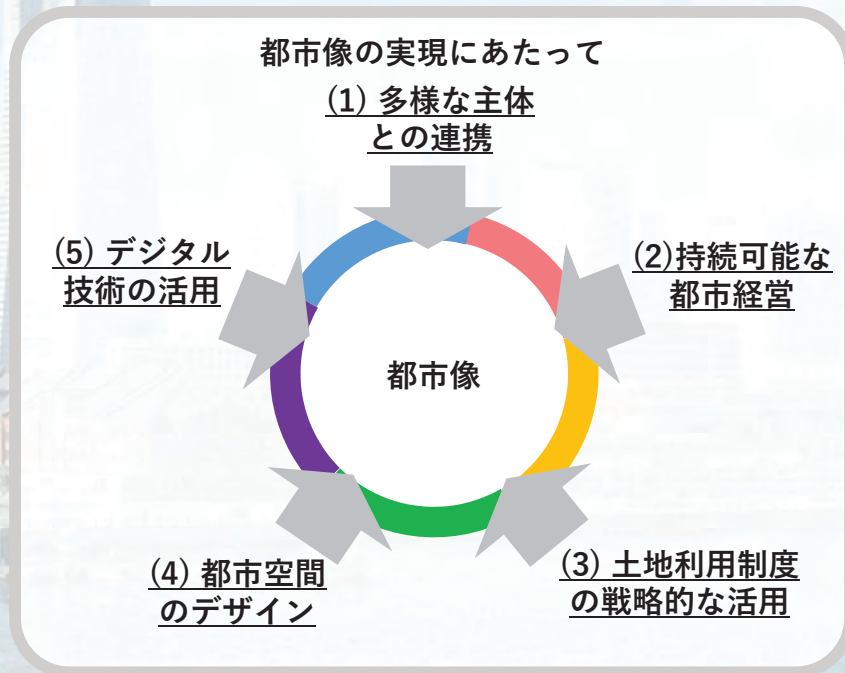 都市像の実現にあたって
(1) 多様な主体
との連携
(5) デジタル
技術の活用
(2)持続可能な
都市経営
都市像
(4) 都市空間
のデザイン
(3) 土地利用制度
の戦略的な活用